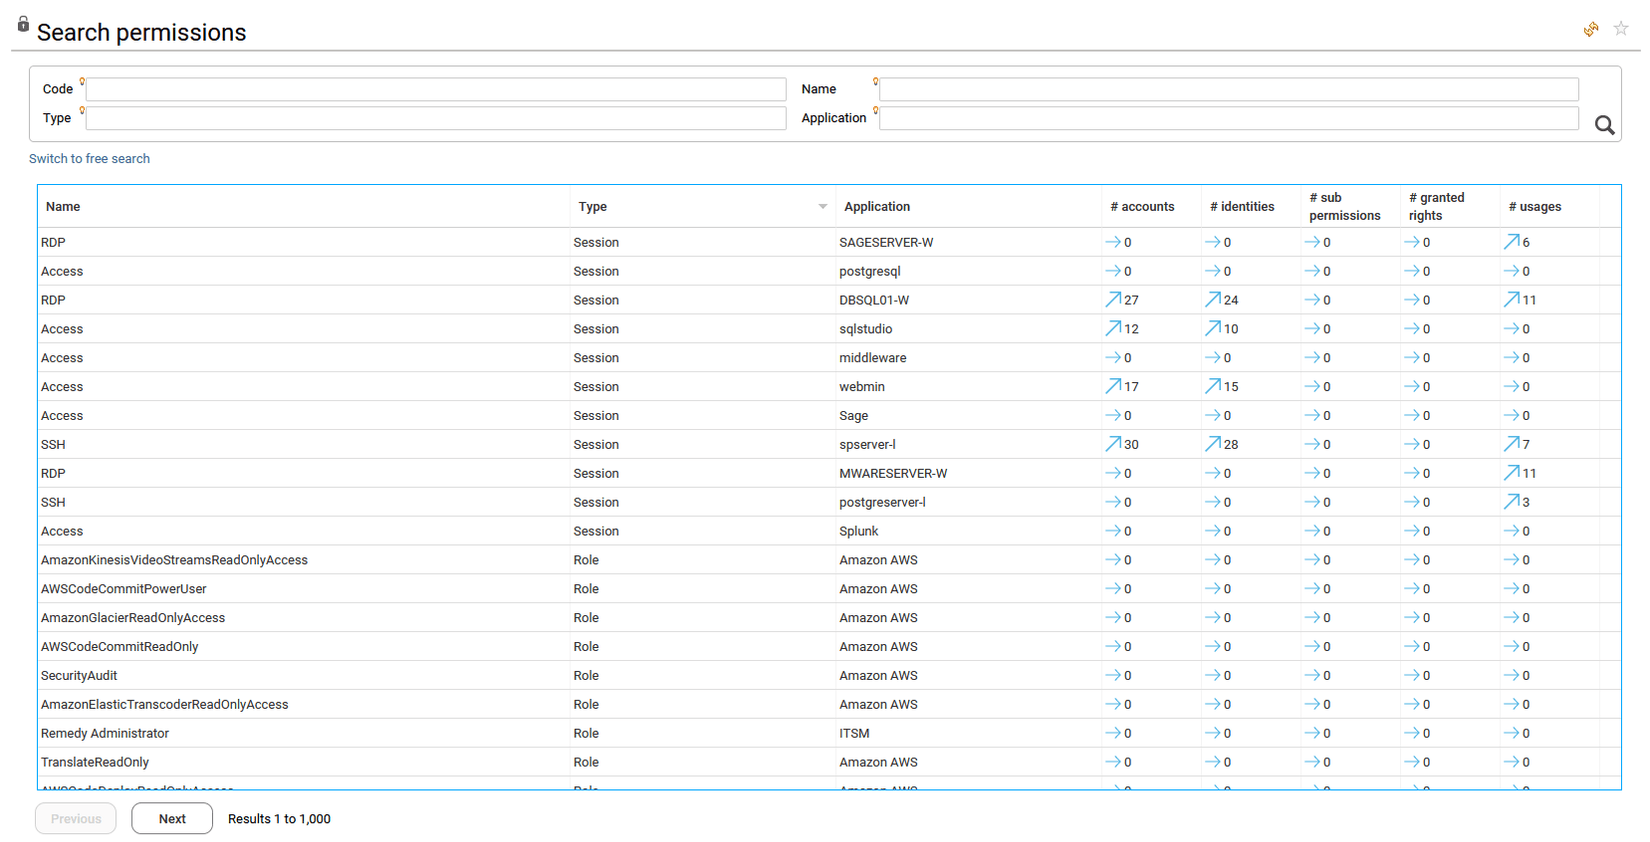 Search permissions
Code Name
Type Application
Switch to free search
Name Type Application # accounts # identities # sub permissions # granted rights # usages
RDP Session SAGESERVER-W 0 0 0 0 6
Access Session postgresql 0 0 0 0 0
RDP Session DBSQL01-W 27 24 0 0 11
Access Session sqlstudio 12 10 0 0 0
Access Session middleware 0 0 0 0 0
Access Session webmin 17 15 0 0 0
Access Session Sage 0 0 0 0 0
SSH Session spserver-l 30 28 0 0 7
RDP Session MWARESERVER-W 0 0 0 0 11
SSH Session postgreserver-l 0 0 0 0 3
Access Session Splunk 0 0 0 0 0
AmazonKinesisVideoStreamsReadOnlyAccess Role Amazon AWS 0 0 0 0 0
AWSCodeCommitPowerUser Role Amazon AWS 0 0 0 0 0
AmazonGlacierReadOnlyAccess Role Amazon AWS 0 0 0 0 0
AWSCodeCommitReadOnly Role Amazon AWS 0 0 0 0 0
SecurityAudit Role Amazon AWS 0 0 0 0 0
AmazonElasticTranscoderReadOnlyAccess Role Amazon AWS 0 0 0 0 0
Remedy Administrator Role ITSM 0 0 0 0 0
TranslateReadOnly Role Amazon AWS 0 0 0 0 0
AWSCodeDeployReadOnlyAccess Role Amazon AWS 0 0 0 0 0
Previous Next Results 1 to 1,000